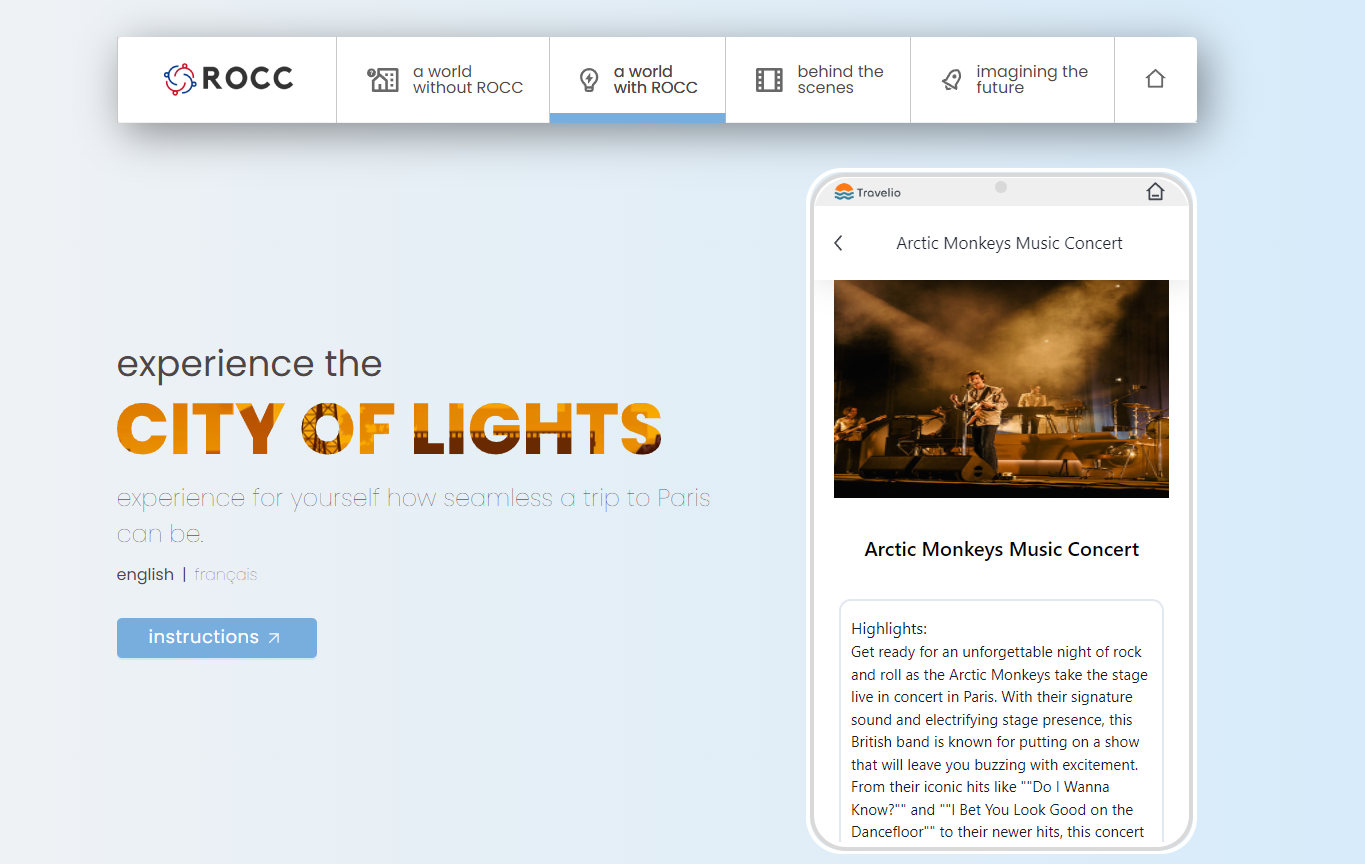 ROCC
a world
without ROCC
a world
with ROCC
behind the
scenes
imagining the
future
experience the
CITY OF LIGHTS
experience for yourself how seamless a trip to Paris
can be.
english | français
instructions
Travelio
Arctic Monkeys Music Concert
Arctic Monkeys Music Concert
Highlights:
Get ready for an unforgettable night of rock
and roll as the Arctic Monkeys take the stage
live in concert in Paris. With their signature
sound and electrifying stage presence, this
British band is known for putting on a show
that will leave you buzzing with excitement.
From their iconic hits like ""Do I Wanna
Know?"" and ""I Bet You Look Good on the
Dancefloor"" to their newer hits, this concert